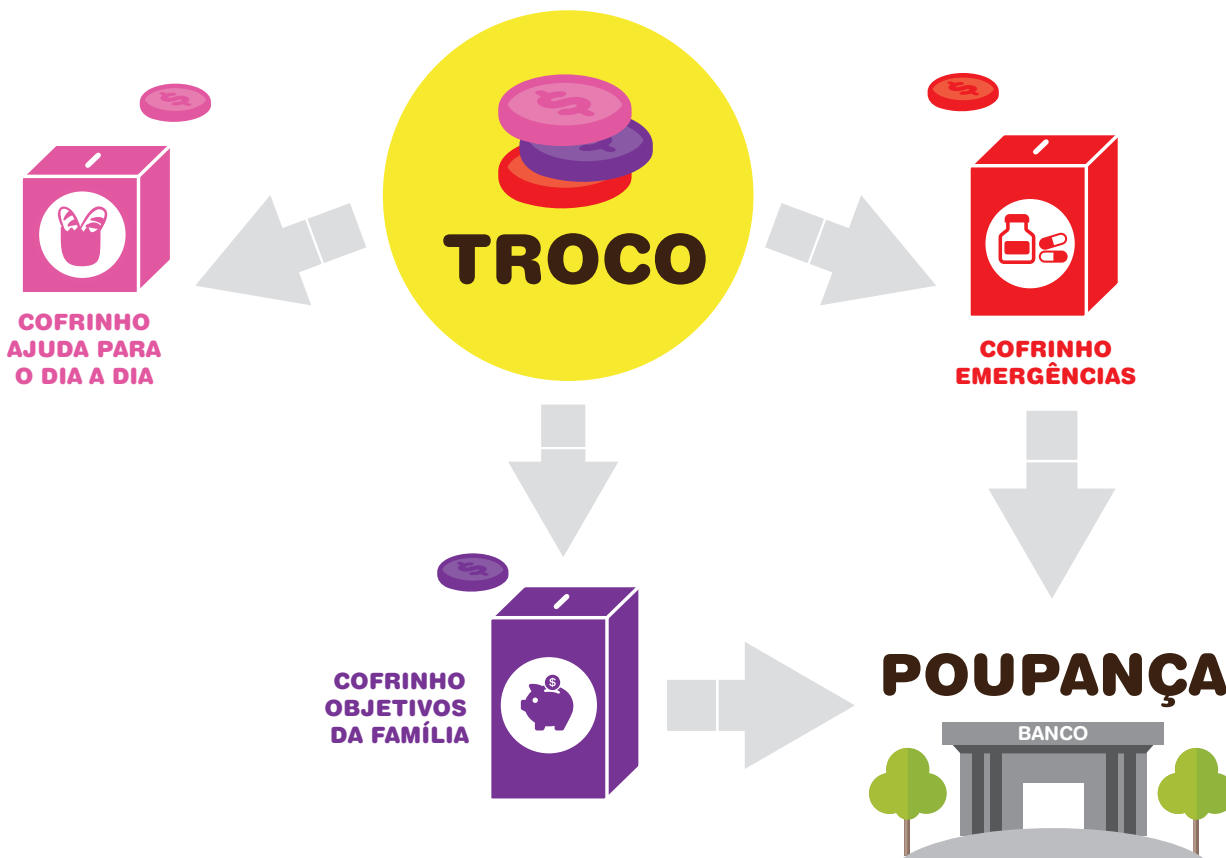 TROCO
COFRINHO
AJUDA PARA
O DIA A DIA
COFRINHO
EMERGÊNCIAS
$
COFRINHO
OBJETIVOS
DA FAMÍLIA
POUPANÇA
BANCO